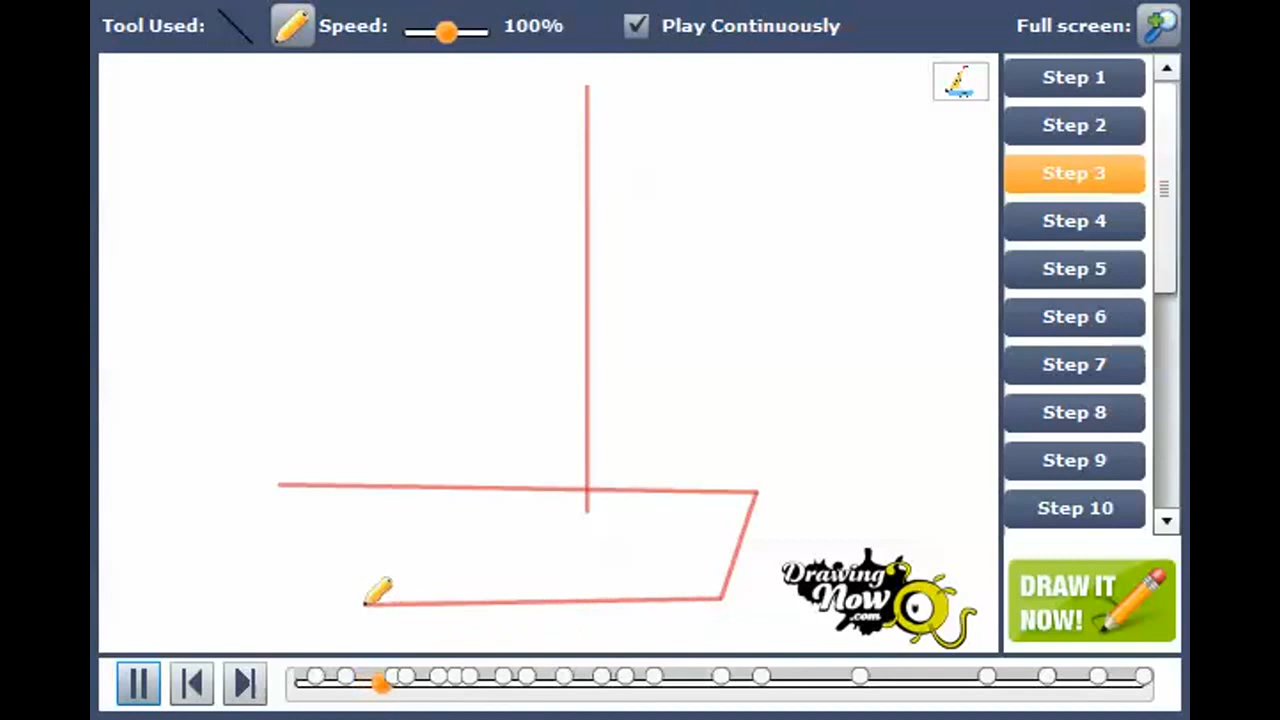 Tool Used:
Speed:
100%
Play Continuously
Full screen:
Step 1
Step 2
Step 3
Step 4
Step 5
Step 6
Step 7
Step 8
Step 9
Step 10
Drawing
Now
.com
DRAW IT
NOW!